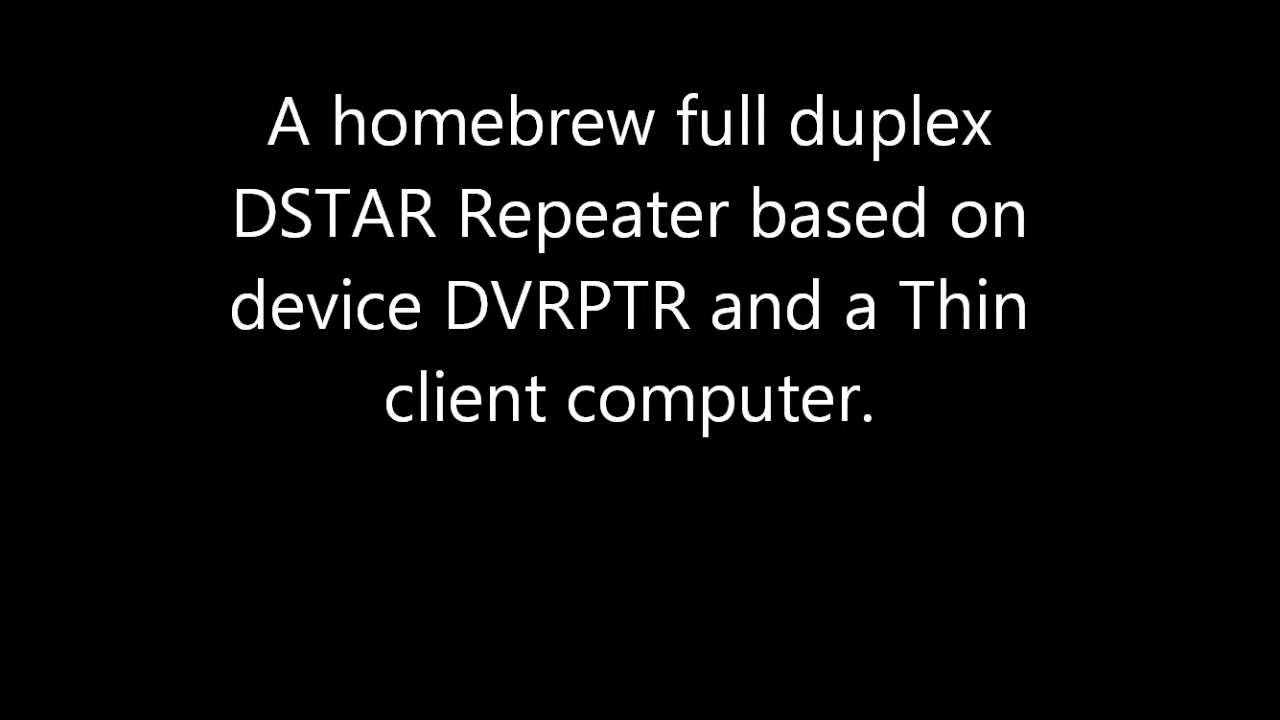 A homebrew full duplex
DSTAR Repeater based on
device DVRPTR and a Thin
client computer.